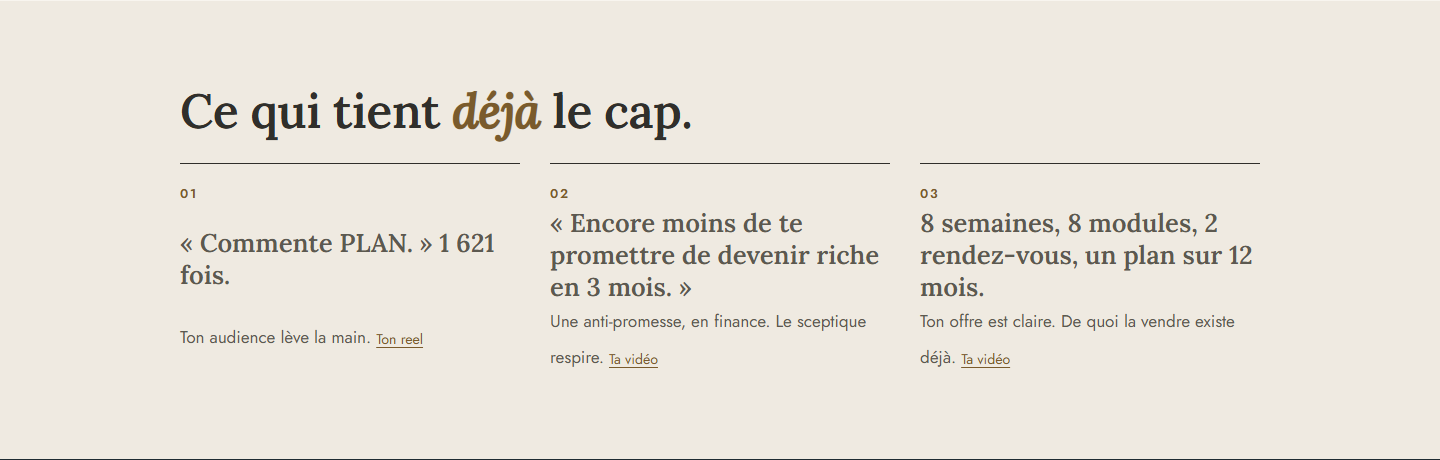 Ce qui tient déjà le cap.
01
« Commente PLAN. » 1 621
fois.
Ton audience lève la main. Ton reel
02
« Encore moins de te
promettre de devenir riche
en 3 mois. »
Une anti-promesse, en finance. Le sceptique
respire. Ta vidéo
03
8 semaines, 8 modules, 2
rendez-vous, un plan sur 12
mois.
Ton offre est claire. De quoi la vendre existe
déjà. Ta vidéo